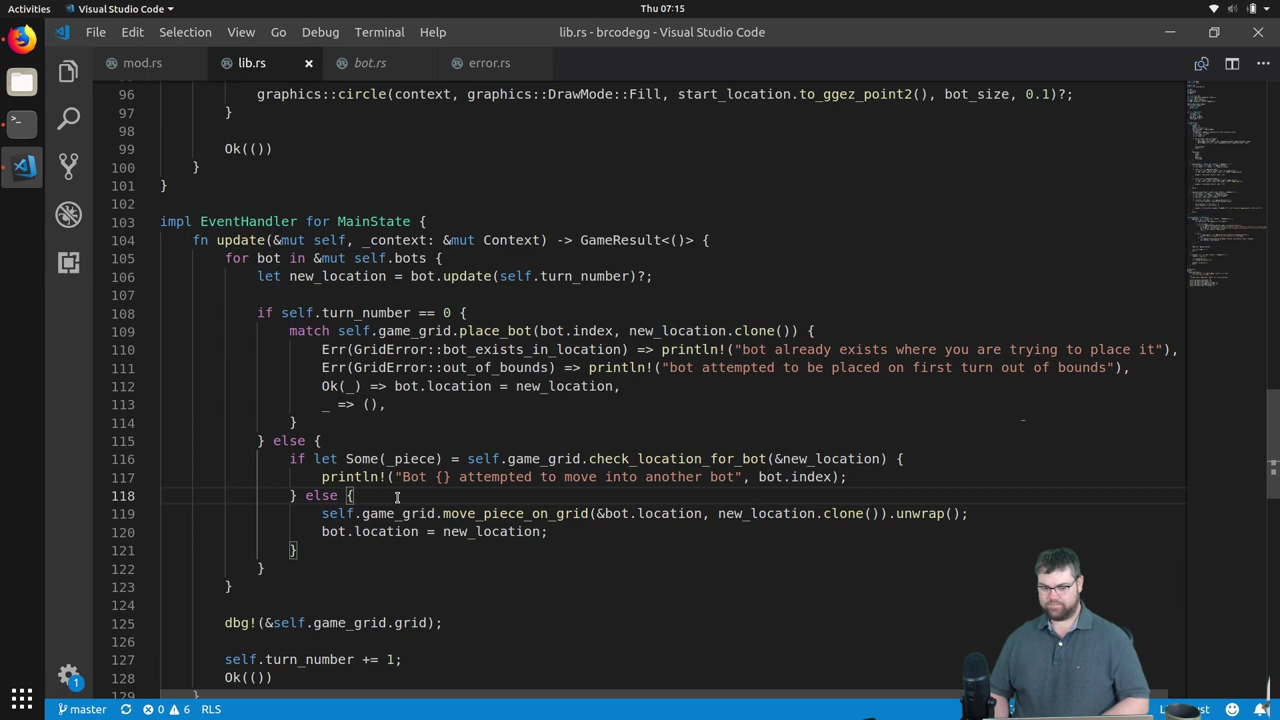 Activities
Visual Studio Code
Thu 07:15
File Edit Selection View Go Debug Terminal Help
lib.rs — brcodegg — Visual Studio Code
mod.rs
lib.rs ×
bot.rs
error.rs
96 graphics::circle(context, graphics::DrawMode::Fill, start_location.to_ggez_point2(), bot_size, 0.1)?;
97 }
98
99 Ok(())
100 }
101 }
102
103 impl EventHandler for MainState {
104 fn update(&mut self, _context: &mut Context) -> GameResult<()> {
105 for bot in &mut self.bots {
106 let new_location = bot.update(self.turn_number)?;
107
108 if self.turn_number == 0 {
109 match self.game_grid.place_bot(bot.index, new_location.clone()) {
110 Err(GridError::bot_exists_in_location) => println!("bot already exists where you are trying to place it"),
111 Err(GridError::out_of_bounds) => println!("bot attempted to be placed on first turn out of bounds"),
112 Ok(_) => bot.location = new_location,
113 _ => (),
114 }
115 } else {
116 if let Some(_piece) = self.game_grid.check_location_for_bot(&new_location) {
117 println!("Bot {} attempted to move into another bot", bot.index);
118 } else {
119 self.game_grid.move_piece_on_grid(&bot.location, new_location.clone()).unwrap();
120 bot.location = new_location;
121 }
122 }
123 }
124
125 dbg!(&self.game_grid.grid);
126
127 self.turn_number += 1;
128 Ok(())
129 }
1
master 0 6 RLS